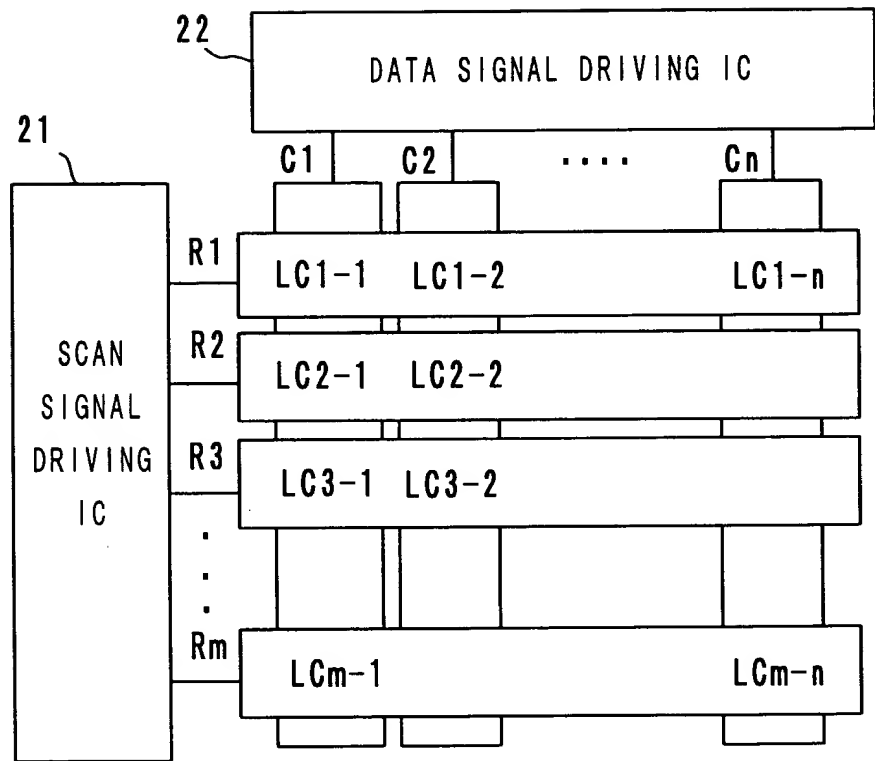 22
DATA SIGNAL DRIVING IC
21
C1 C2 .... Cn
R1
LC1-1 LC1-2 LC1-n
R2
LC2-1 LC2-2
SCAN
SIGNAL
DRIVING
IC
R3
LC3-1 LC3-2
Rm
LCm-1 LCm-n